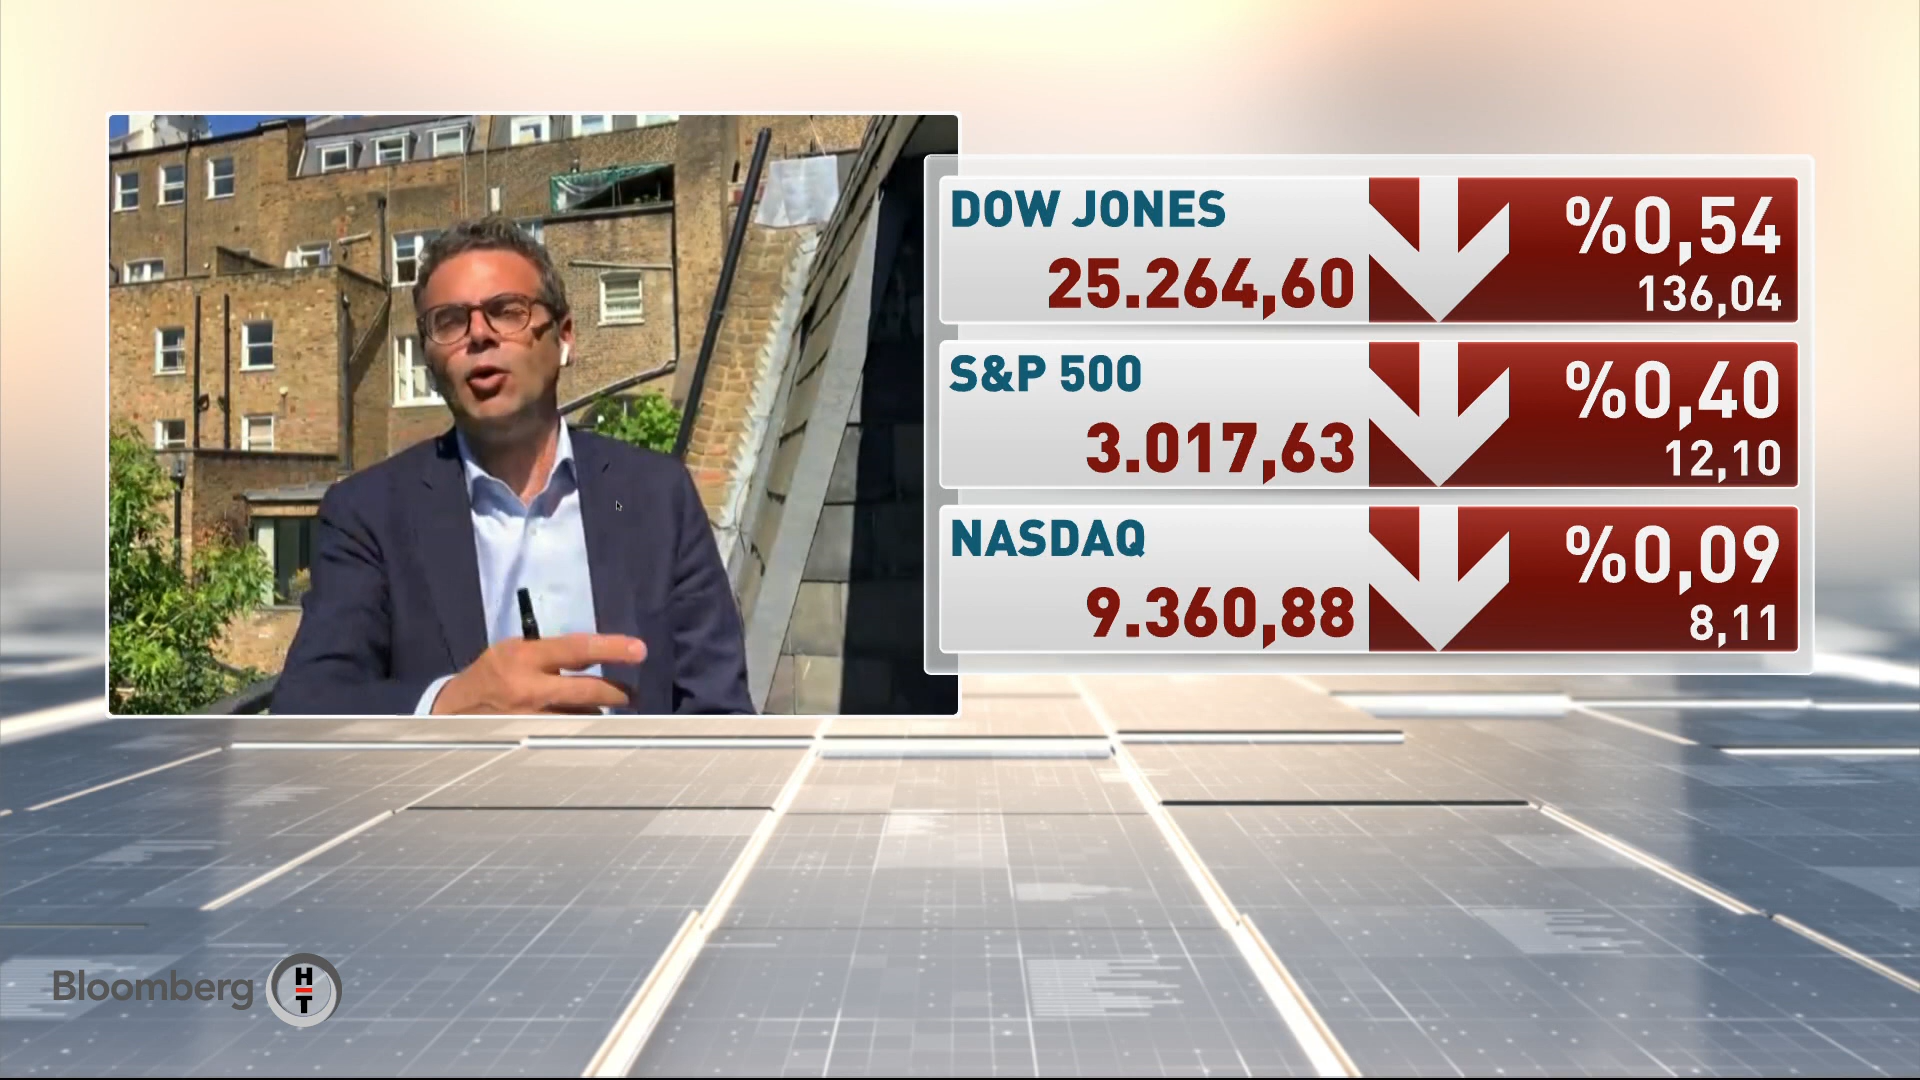 DOW JONES
25.264,60
%0,54
136,04
S&P 500
3.017,63
%0,40
12,10
NASDAQ
9.360,88
%0,09
8,11
Bloomberg HT